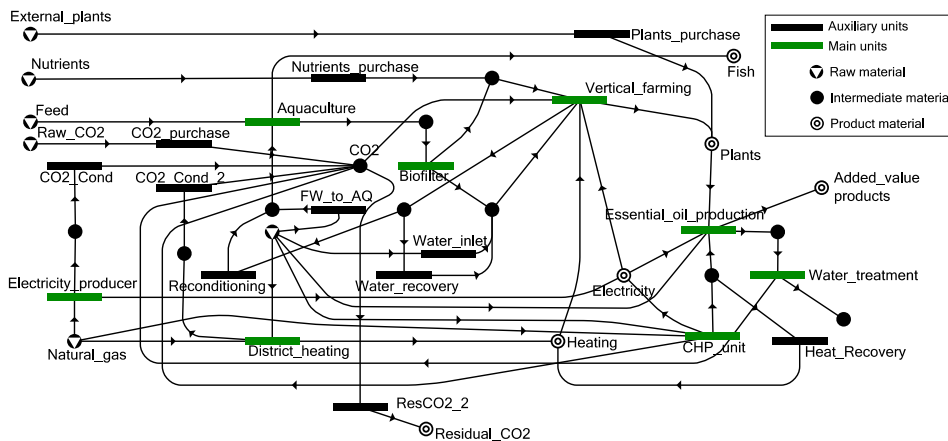 External_plants
Plants_purchase
Auxiliary units
Main units
Raw material
Intermediate material
Product material
Nutrients
Nutrients_purchase
Fish
Vertical_farming
Feed
Aquaculture
Raw_CO2
CO2_purchase
CO2
Plants
CO2_Cond
CO2_Cond_2
Biofilter
FW_to_AQ
Added_value
products
Essential_oil_production
Water_inlet
Electricity_producer
Reconditioning
Water_recovery
Electricity
Water_treatment
Natural_gas
District_heating
Heating
CHP_unit
Heat_Recovery
ResCO2_2
Residual_CO2